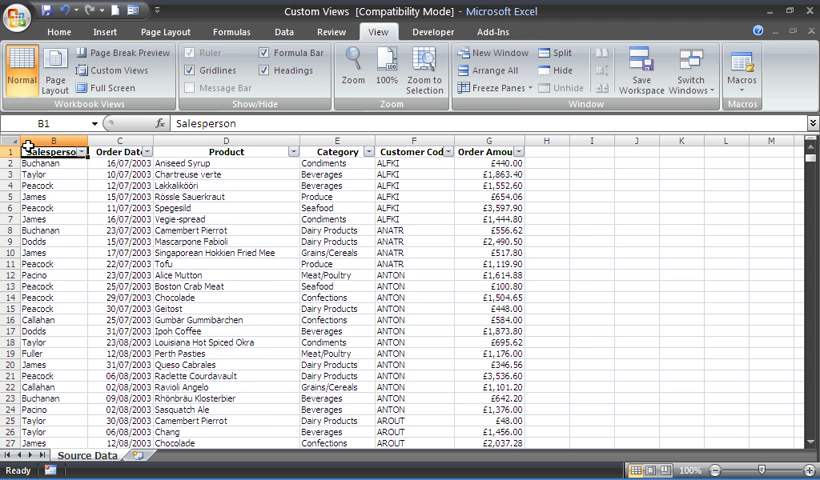 Custom Views [Compatibility Mode] - Microsoft Excel
Home Insert Page Layout Formulas Data Review View Developer Add-Ins
Normal
Page Layout
Page Break Preview
Custom Views
Full Screen
Workbook Views
Ruler
Formula Bar
Gridlines
Headings
Message Bar
Show/Hide
Zoom
100%
Zoom to Selection
Zoom
New Window
Arrange All
Freeze Panes
Split
Hide
Unhide
Save Workspace
Switch Windows
Window
Macros
Macros
B1 fx Salesperson
B C D E F G H I J K L M
1 Salesperso Order Dat Product Category Customer Cod Order Amou
2 Buchanan 16/07/2003 Aniseed Syrup Condiments ALFKI £440.00
3 Taylor 10/07/2003 Chartreuse verte Beverages ALFKI £1,863.40
4 Peacock 12/07/2003 Lakkalikööri Beverages ALFKI £1,552.60
5 James 15/07/2003 Rössle Sauerkraut Produce ALFKI £654.06
6 Peacock 11/07/2003 Spegesild Seafood ALFKI £3,597.90
7 James 16/07/2003 Vegie-spread Condiments ALFKI £1,444.80
8 Buchanan 23/07/2003 Camembert Pierrot Dairy Products ANATR £556.62
9 Dodds 15/07/2003 Mascarpone Fabioli Dairy Products ANATR £2,490.50
10 James 17/07/2003 Singaporean Hokkien Fried Mee Grains/Cereals ANATR £517.80
11 Peacock 22/07/2003 Tofu Produce ANATR £1,119.90
12 Pacino 23/07/2003 Alice Mutton Meat/Poultry ANTON £1,614.88
13 Peacock 25/07/2003 Boston Crab Meat Seafood ANTON £100.80
14 Peacock 29/07/2003 Chocolade Confections ANTON £1,504.65
15 Peacock 30/07/2003 Geitost Dairy Products ANTON £448.00
16 Callahan 25/07/2003 Gumbär Gummibärchen Confections ANTON £584.00
17 Dodds 31/07/2003 Ipoh Coffee Beverages ANTON £1,873.80
18 Taylor 23/08/2003 Louisiana Hot Spiced Okra Condiments ANTON £695.62
19 Fuller 12/08/2003 Perth Pasties Meat/Poultry ANTON £1,176.00
20 James 31/07/2003 Queso Cabrales Dairy Products ANTON £346.56
21 Peacock 06/08/2003 Raclette Courdavault Dairy Products ANTON £3,536.60
22 Callahan 02/08/2003 Ravioli Angelo Grains/Cereals ANTON £1,101.20
23 Buchanan 09/08/2003 Rhönbräu Klosterbier Beverages ANTON £642.20
24 Pacino 02/08/2003 Sasquatch Ale Beverages ANTON £1,376.00
25 Taylor 30/08/2003 Camembert Pierrot Dairy Products AROUT £48.00
26 Taylor 06/08/2003 Chang Beverages AROUT £1,456.00
27 James 12/08/2003 Chocolade Confections AROUT £2,037.28
Source Data
Ready 100%